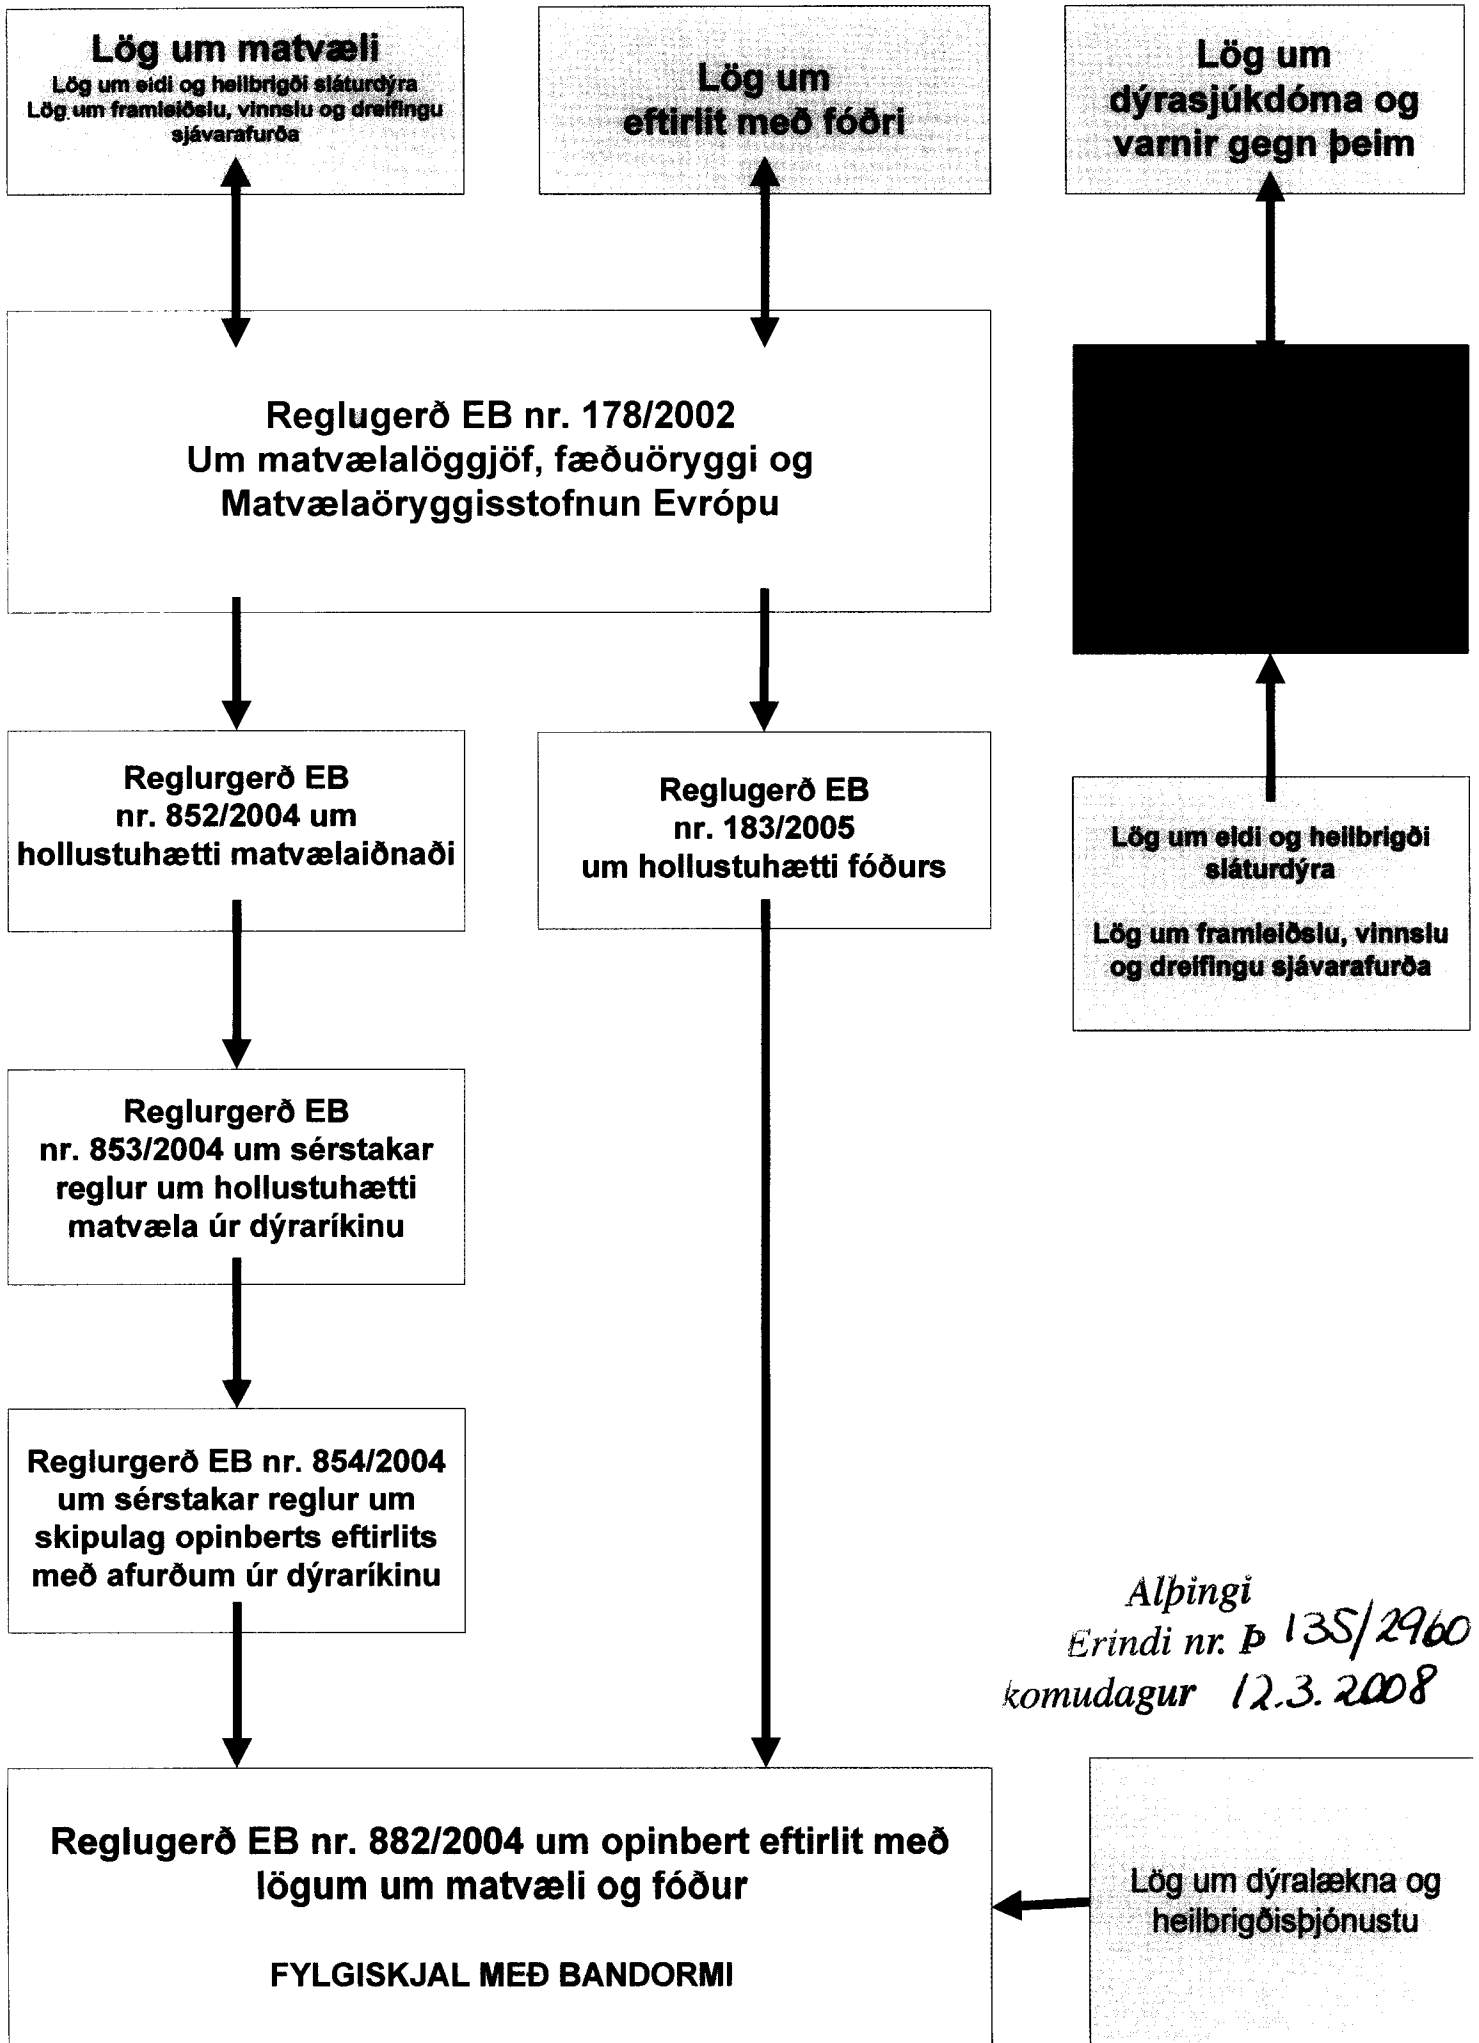 Lög um matvæli
Lög um eidi og heilbrigði sláturdýra
Lög um framleiðslu, vinnslu og dreifingu
sjávarafurða
Lög um
eftirlit með fóðri
Lög um
dýrasjúkdóma og
varnir gegn þeim
Reglugerð EB nr. 178/2002
Um matvælalöggjöf, fæðuöryggi og
Matvælaöryggisstofnun Evrópu
Reglurgerð EB
nr. 852/2004 um
hollustuhætti matvælaiðnaði
Reglugerð EB
nr. 183/2005
um hollustuhætti fóðurs
Lög um eldi og heilbrigði
sláturdýra
Lög um framleiðslu, vinnslu
og dreifingu sjávarafurða
Reglurgerð EB
nr. 853/2004 um sérstakar
reglur um hollustuhætti
matvæla úr dýraríkinu
Reglurgerð EB nr. 854/2004
um sérstakar reglur um
skipulag opinberts eftirlits
með afurðum úr dýraríkinu
Alþingi
Erindi nr. Þ 135/2960
komudagur 12.3.2008
Reglugerð EB nr. 882/2004 um opinbert eftirlit með
lögum um matvæli og fóður
FYLGISKJAL MEÐ BANDORMI
Lög um dýralækna og
heilbrigðisþjónustu